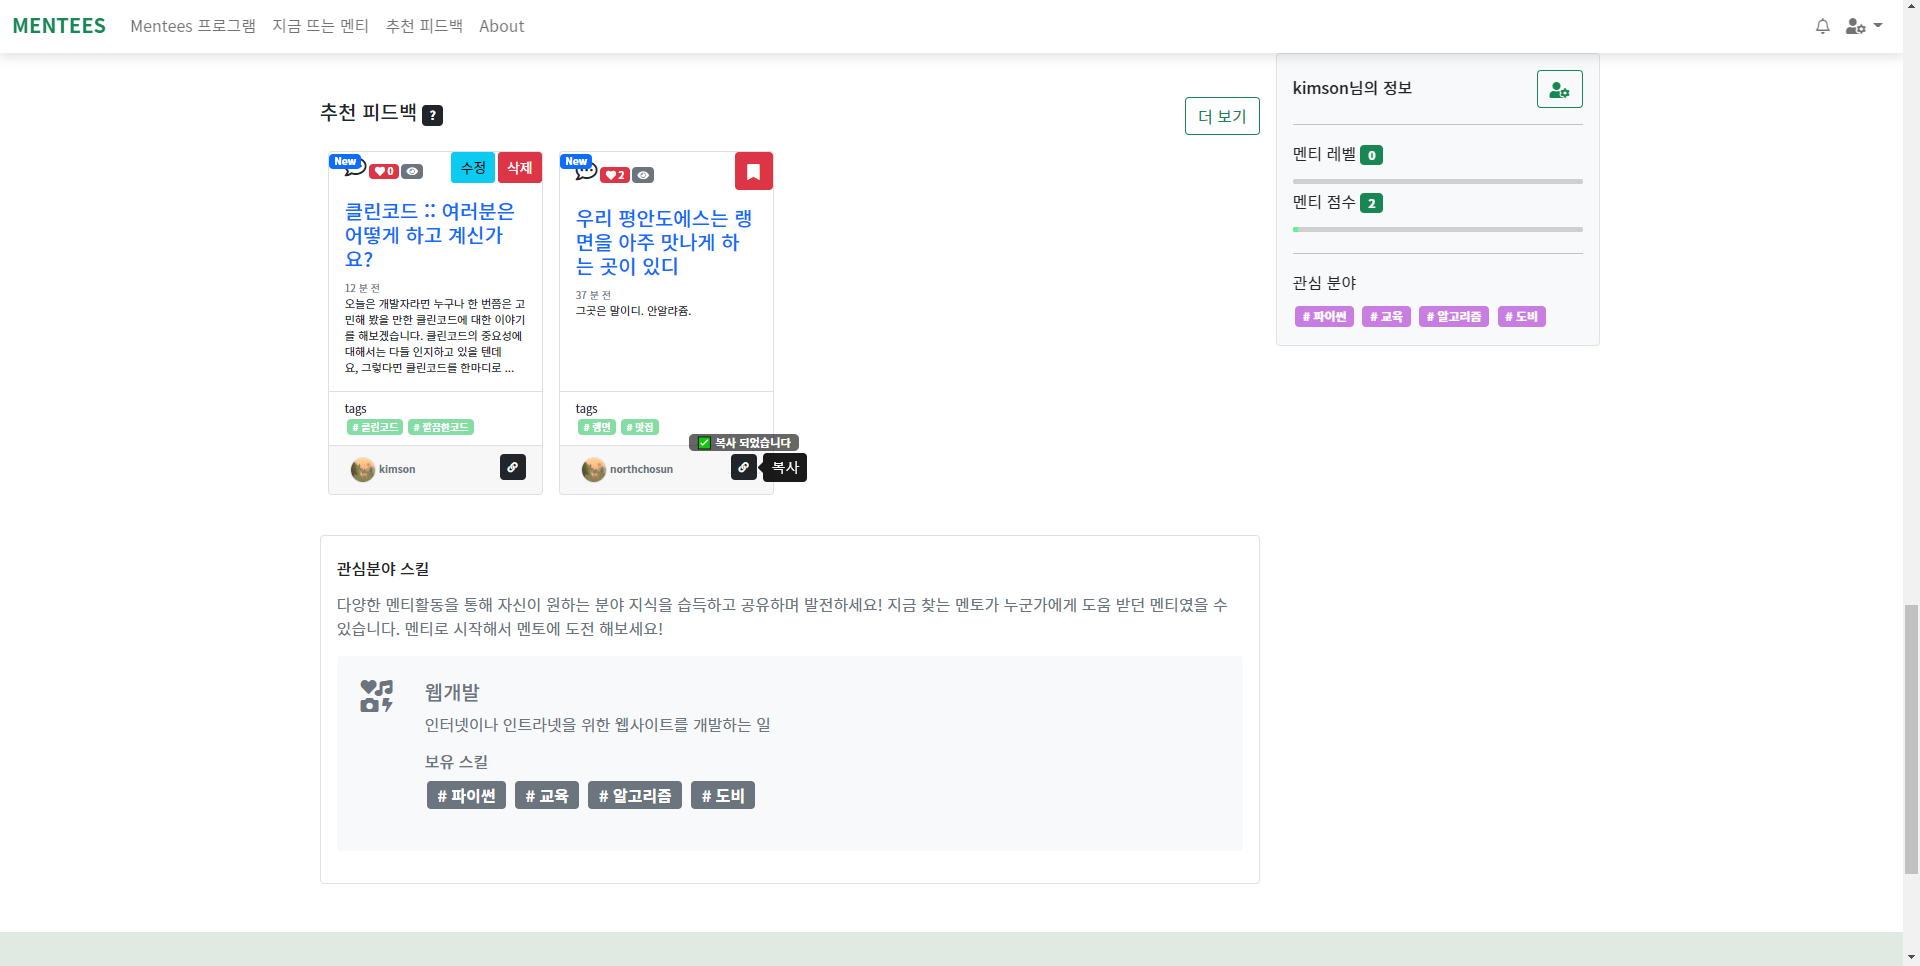 MENTEES Mentees 프로그램 지금 뜨는 멘티 추천 피드백 About
추천 피드백 ?
더 보기
New
0
수정 삭제
클린코드 :: 여러분은
어떻게 하고 계신가
요?
12 분 전
오늘은 개발자라면 누구나 한 번쯤은 고
민해 봤을 만한 클린코드에 대한 이야기
를 해보겠습니다. 클린코드의 중요성에
대해서는 다들 인지하고 있을 텐데
요, 그렇다면 클린코드를 한마디로 ...
tags
# 클린코드 # 깔끔한코드
kimson
New
2
우리 평안도에스는 랭
면을 아주 맛나게 하
는 곳이 있디
37 분 전
그곳은 말이디. 안알랴쥼.
tags
# 랭면 # 맛집
✅ 복사 되었습니다
northchosun
복사
kimson님의 정보
멘티 레벨 0
멘티 점수 2
관심 분야
# 파이썬 # 교육 # 알고리즘 # 도비
관심분야 스킬
다양한 멘티활동을 통해 자신이 원하는 분야 지식을 습득하고 공유하며 발전하세요! 지금 찾는 멘토가 누군가에게 도움 받던 멘티였을 수
있습니다. 멘티로 시작해서 멘토에 도전 해보세요!
웹개발
인터넷이나 인트라넷을 위한 웹사이트를 개발하는 일
보유 스킬
# 파이썬 # 교육 # 알고리즘 # 도비